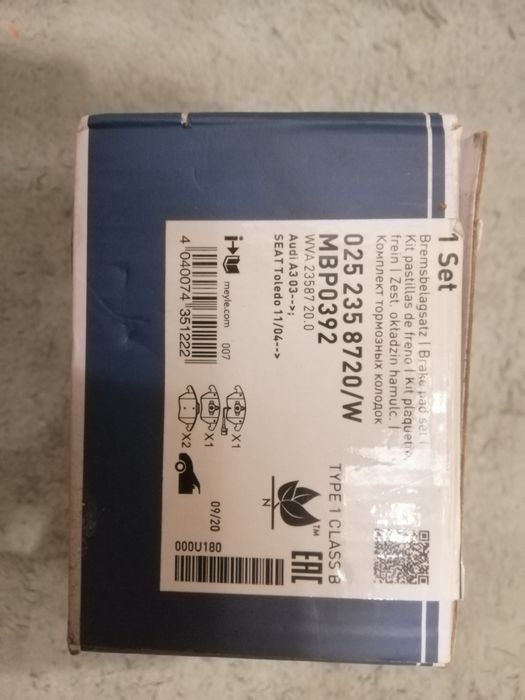 1 Set
Bremsbelagsatz | Brake pad set |
Kit pastillas de freno | Kit plaquettes
frein | Zest. okładzin hamulc. |
Комплект тормозных колодок
025 235 8720/W
MBP0392
WVA 23587 20.0
Audi A3 03-->;
SEAT Toledo 11/04-->
TYPE 1 CLASS B
N
TM
EAC
meyle.com
007
4 040074 351222
X1
X1
X2
09/20
000U180